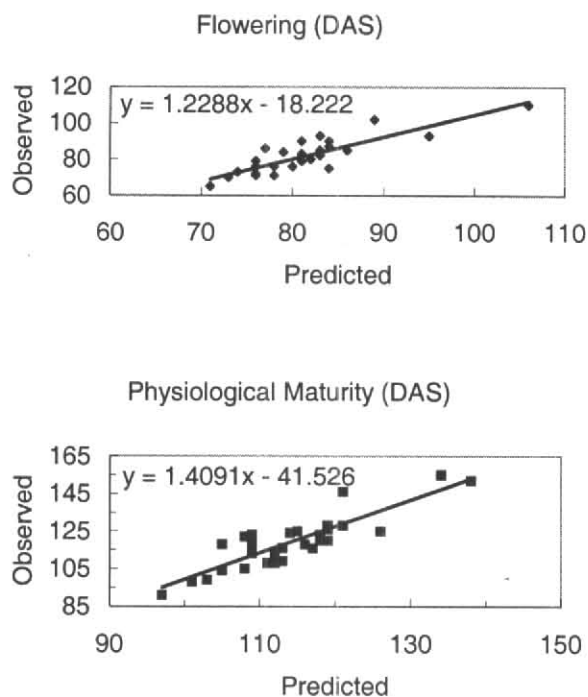 Flowering (DAS)
120
y = 1.2288x - 18.222
100
80
60
Observed
60 70 80 90 100 110
Predicted
Physiological Maturity (DAS)
165
y = 1.4091x - 41.526
145
125
105
85
Observed
90 110 130 150
Predicted